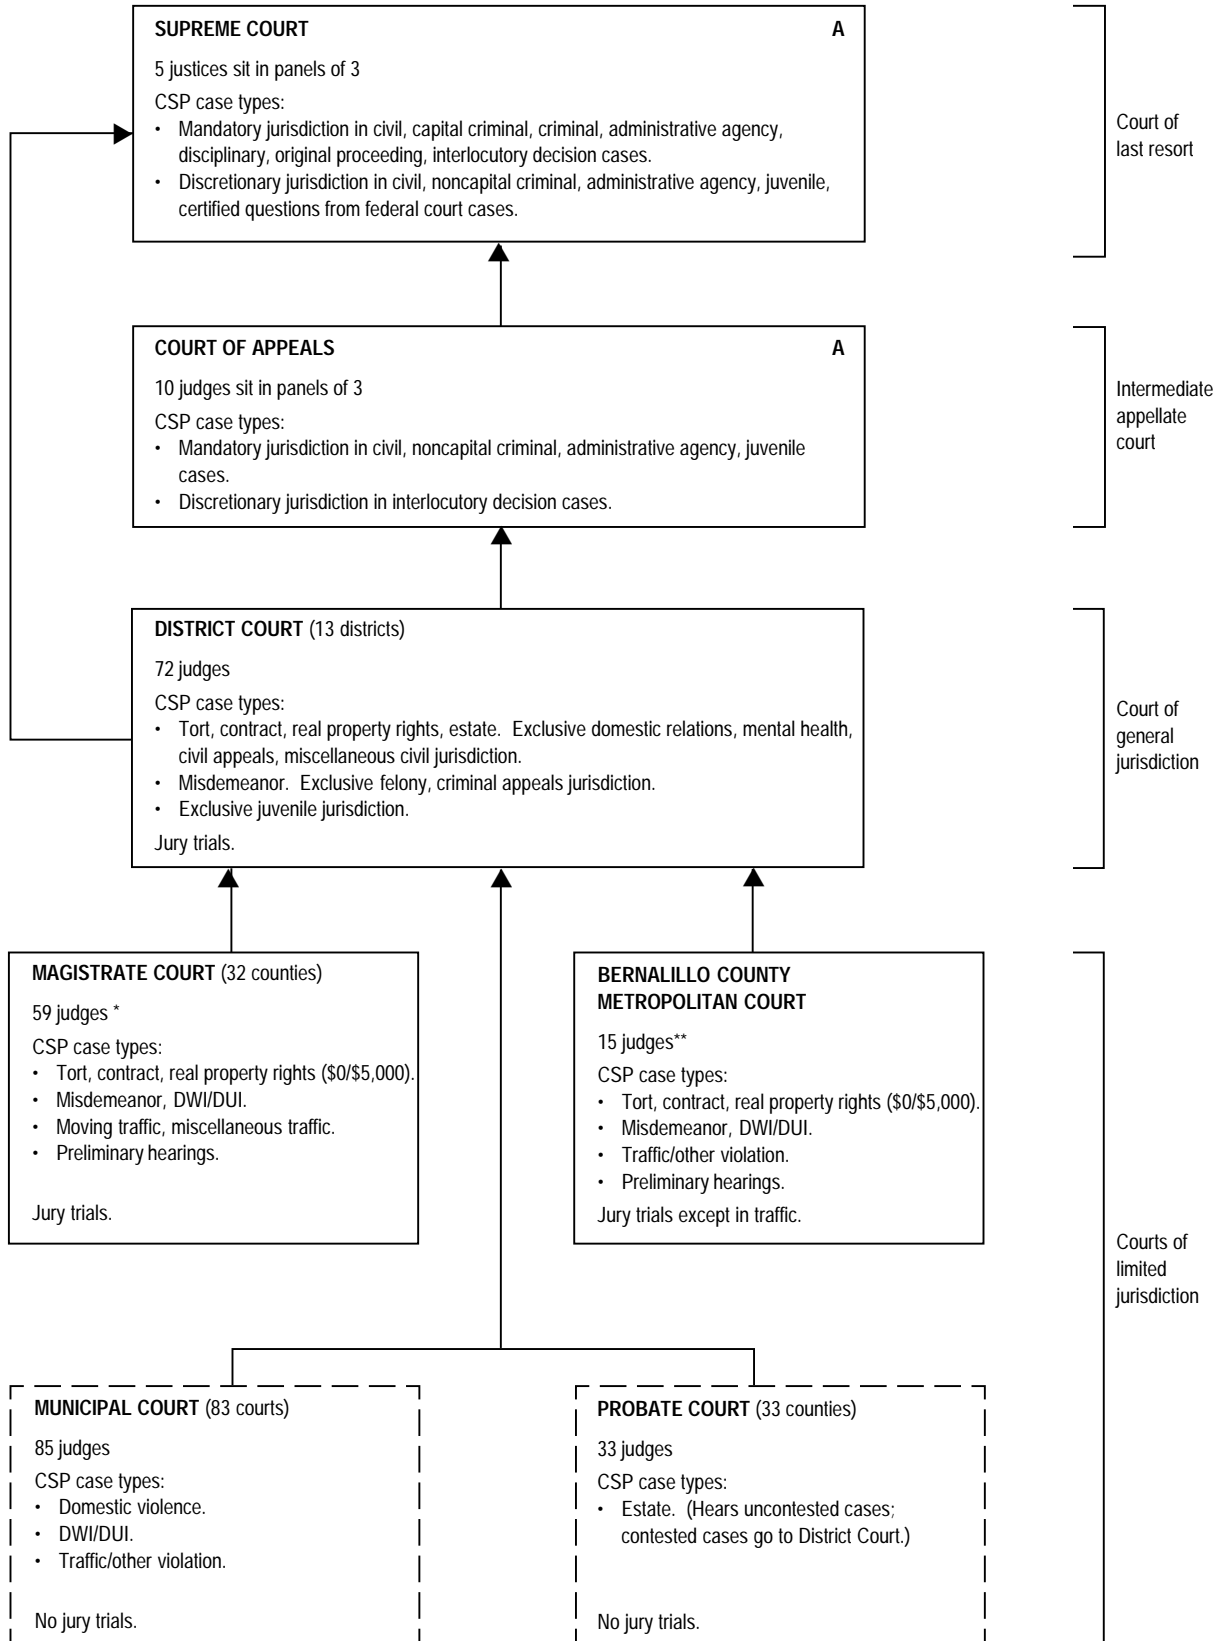 SUPREME COURT A
5 justices sit in panels of 3
CSP case types:
• Mandatory jurisdiction in civil, capital criminal, criminal, administrative agency,
disciplinary, original proceeding, interlocutory decision cases.
• Discretionary jurisdiction in civil, noncapital criminal, administrative agency, juvenile,
certified questions from federal court cases.
Court of
last resort
COURT OF APPEALS A
10 judges sit in panels of 3
CSP case types:
• Mandatory jurisdiction in civil, noncapital criminal, administrative agency, juvenile
cases.
• Discretionary jurisdiction in interlocutory decision cases.
Intermediate
appellate
court
DISTRICT COURT (13 districts)
72 judges
CSP case types:
• Tort, contract, real property rights, estate. Exclusive domestic relations, mental health,
civil appeals, miscellaneous civil jurisdiction.
• Misdemeanor. Exclusive felony, criminal appeals jurisdiction.
• Exclusive juvenile jurisdiction.
Jury trials.
Court of
general
jurisdiction
MAGISTRATE COURT (32 counties)
59 judges *
CSP case types:
• Tort, contract, real property rights ($0/$5,000).
• Misdemeanor, DWI/DUI.
• Moving traffic, miscellaneous traffic.
• Preliminary hearings.
Jury trials.
BERNALILLO COUNTY
METROPOLITAN COURT
15 judges**
CSP case types:
• Tort, contract, real property rights ($0/$5,000).
• Misdemeanor, DWI/DUI.
• Traffic/other violation.
• Preliminary hearings.
Jury trials except in traffic.
Courts of
limited
jurisdiction
MUNICIPAL COURT (83 courts)
85 judges
CSP case types:
• Domestic violence.
• DWI/DUI.
• Traffic/other violation.
No jury trials.
PROBATE COURT (33 counties)
33 judges
CSP case types:
• Estate. (Hears uncontested cases;
contested cases go to District Court.)
No jury trials.